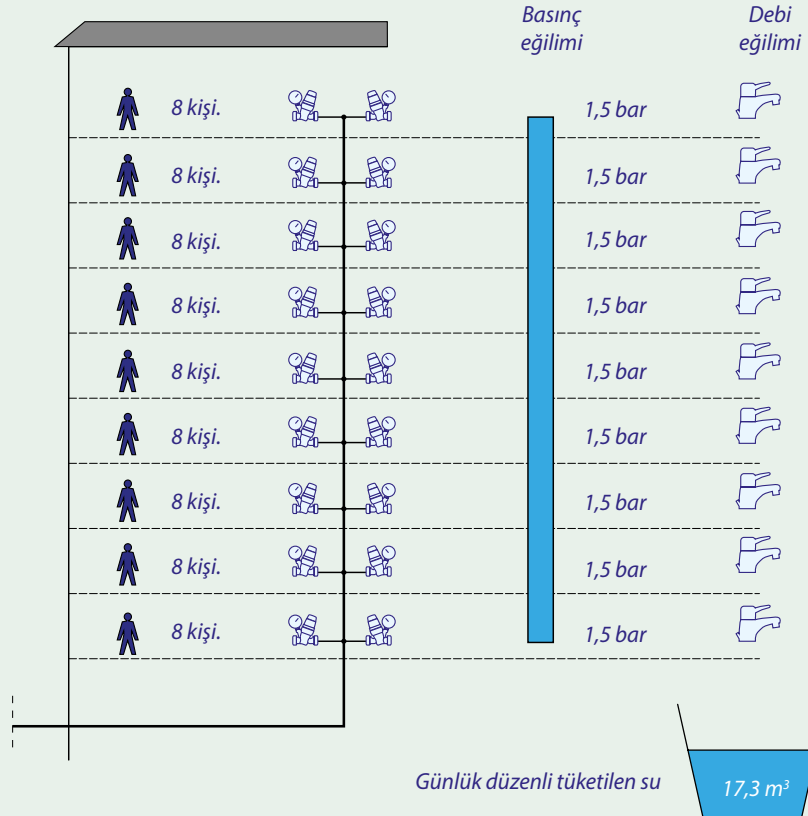 Basınç
eğilimi
Debi
eğilimi
8 kişi.
1,5 bar
8 kişi.
1,5 bar
8 kişi.
1,5 bar
8 kişi.
1,5 bar
8 kişi.
1,5 bar
8 kişi.
1,5 bar
8 kişi.
1,5 bar
8 kişi.
1,5 bar
8 kişi.
1,5 bar
Günlük düzenli tüketilen su
17,3 m³